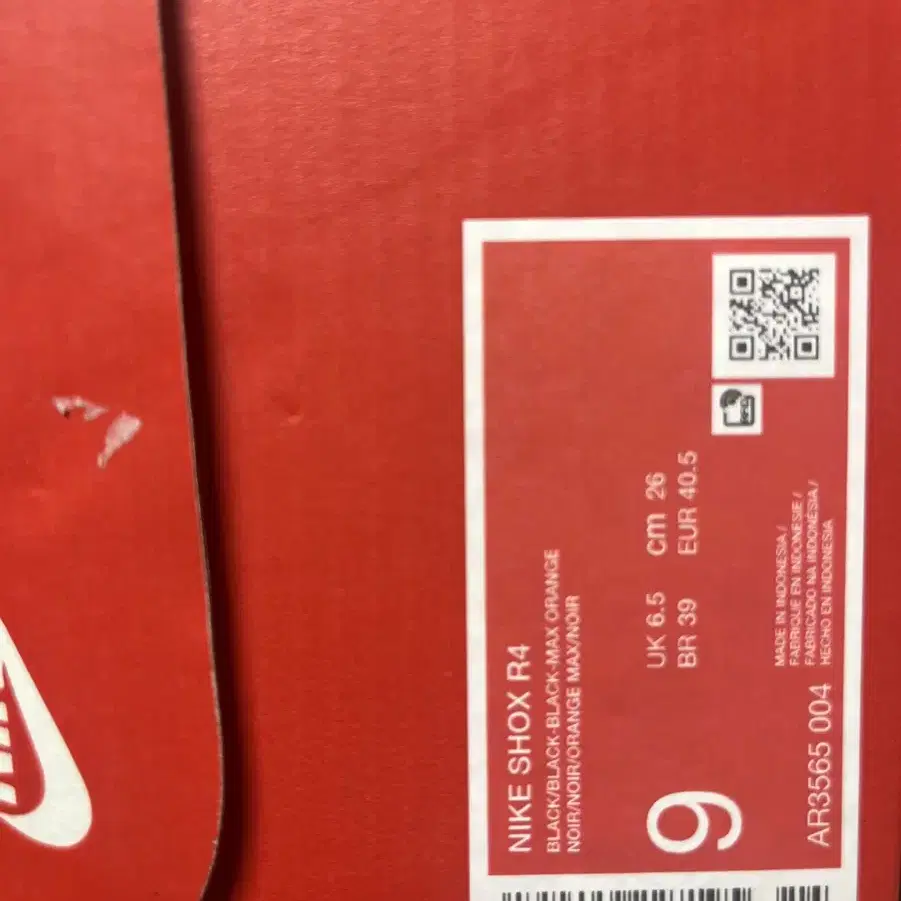 NIKE SHOX R4
BLACK/BLACK-BLACK-MAX ORANGE
NOIR/NOIR/ORANGE MAX/NOIR
9
UK 6.5 cm 26
BR 39 EUR 40.5
AR3565 004
MADE IN INDONESIA /
FABRIQUE EN INDONESIE /
FABRICADO NA INDONÉSIA /
HECHO EN INDONESIA